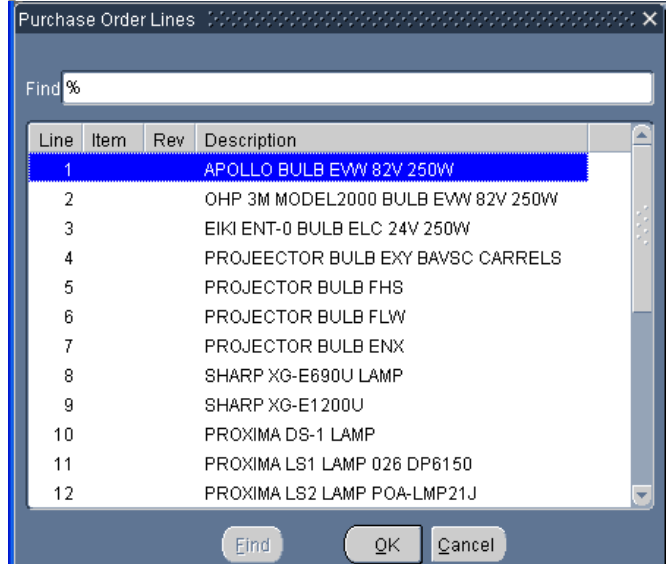 Purchase Order Lines
Find %
Line Item Rev Description
1 APOLLO BULB EVW 82V 250W
2 OHP 3M MODEL2000 BULB EVW 82V 250W
3 EIKI ENT-0 BULB ELC 24V 250W
4 PROJEECTOR BULB EXY BAVSC CARRELS
5 PROJECTOR BULB FHS
6 PROJECTOR BULB FLW
7 PROJECTOR BULB ENX
8 SHARP XG-E690U LAMP
9 SHARP XG-E1200U
10 PROXIMA DS-1 LAMP
11 PROXIMA LS1 LAMP 026 DP6150
12 PROXIMA LS2 LAMP POA-LMP21J
Find OK Cancel